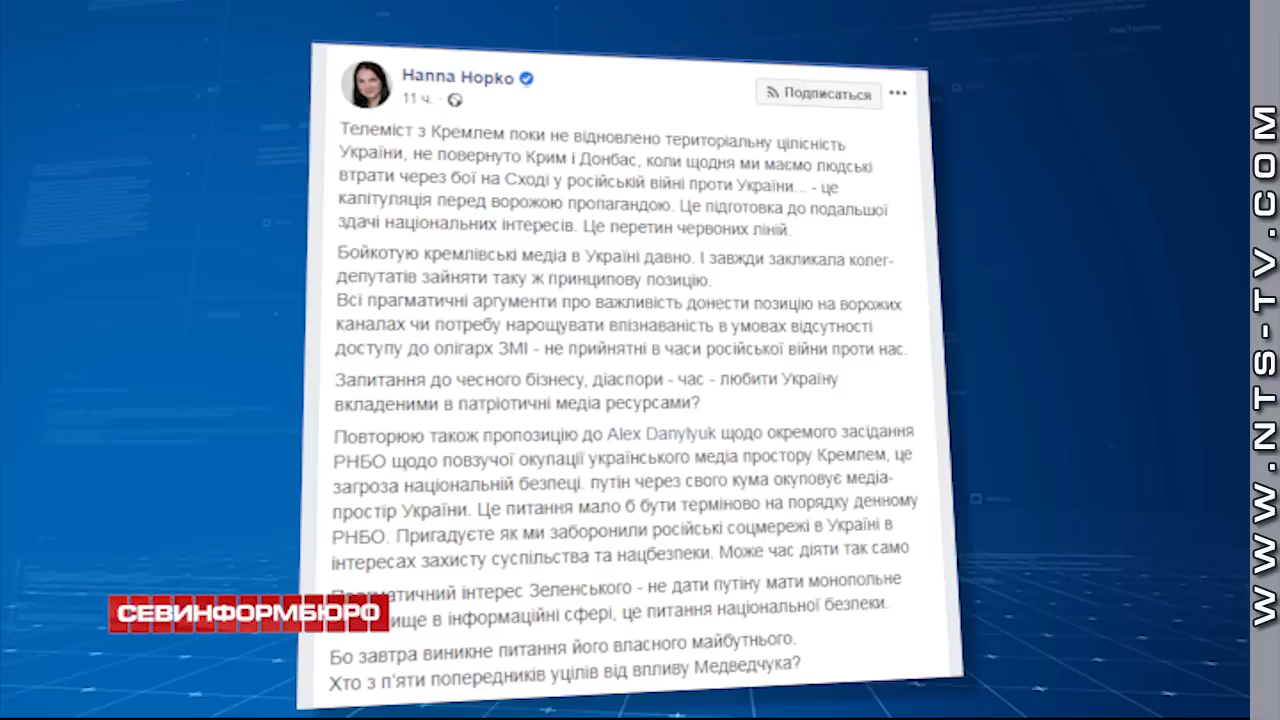 Hanna Hopko
11 ч. ·
Подписаться
Телеміст з Кремлем поки не відновлено територіальну цілісність
України, не повернуто Крим і Донбас, коли щодня ми маємо людські
втрати через бої на Сході у російській війні проти України... - це
капітуляція перед ворожою пропагандою. Це підготовка до подальшої
здачі національних інтересів. Це перетин червоних ліній.
Бойкотую кремлівські медіа в Україні давно. І завжди закликала колег-
депутатів зайняти таку ж принципову позицію.
Всі прагматичні аргументи про важливість донести позицію на ворожих
каналах чи потребу нарощувати впізнаваність в умовах відсутності
доступу до олігарх ЗМІ - не прийнятні в часи російської війни проти нас.
Запитання до чесного бізнесу, діаспори - час - любити Україну
вкладеними в патріотичні медіа ресурсами?
Повторюю також пропозицію до Alex Danylyuk щодо окремого засідання
РНБО щодо повзучої окупації українського медіа простору Кремлем, це
загроза національній безпеці. путін через свого кума окуповує медіа-
простір України. Це питання мало б бути терміново на порядку денному
РНБО. Пригадуєте як ми заборонили російські соцмережі в Україні в
інтересах захисту суспільства та нацбезпеки. Може час діяти так само
інтерес Зеленського - не дати путіну мати монопольне
в інформаційні сфері, це питання національної безпеки.
Бо завтра виникне питання його власного майбутнього.
Хто з п'яти попередників уцілів від впливу Медведчука?
СЕВИНФОРМБЮРО
WWW.NTS-TV.COM